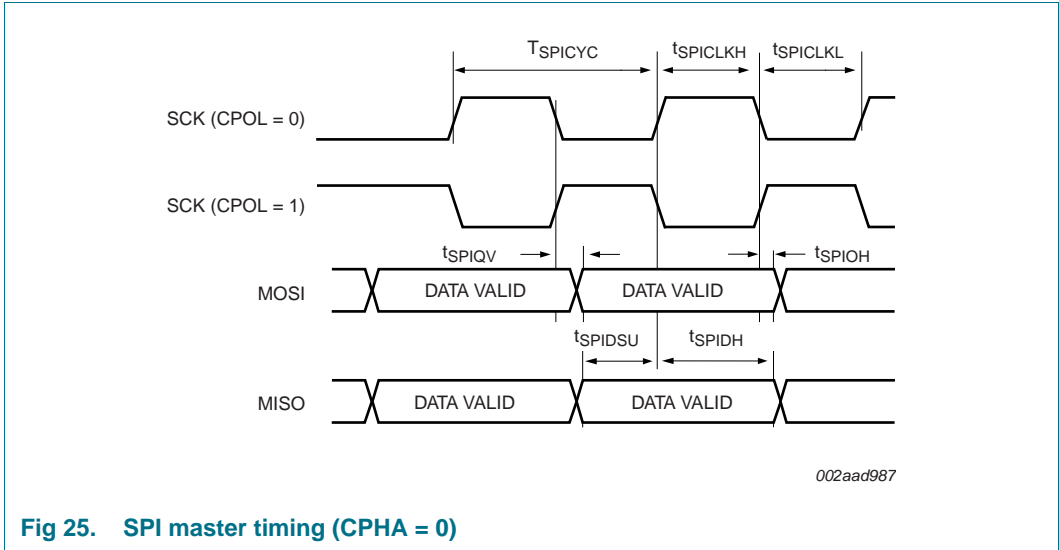 TSPICYC tSPICLKH tSPICLKL
SCK (CPOL = 0)
SCK (CPOL = 1)
tSPIQV tSPIOH
MOSI DATA VALID DATA VALID
tSPIDSU tSPIDH
MISO DATA VALID DATA VALID
002aad987
Fig 25. SPI master timing (CPHA = 0)